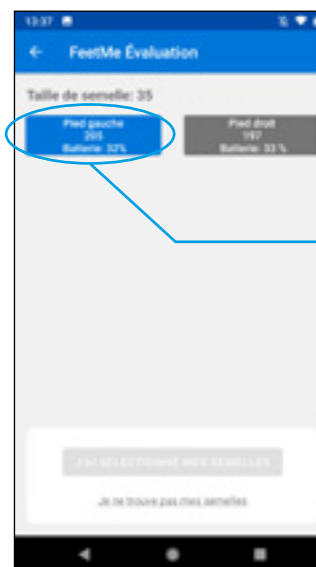 13:37
FeetMe Évaluation
Taille de semelle: 35
Pied gauche
205
Batterie: 32%
Pied droit
197
Batterie: 33 %
J'AI SÉLECTIONNÉ MES SEMELLES
Je ne trouve pas mes semelles